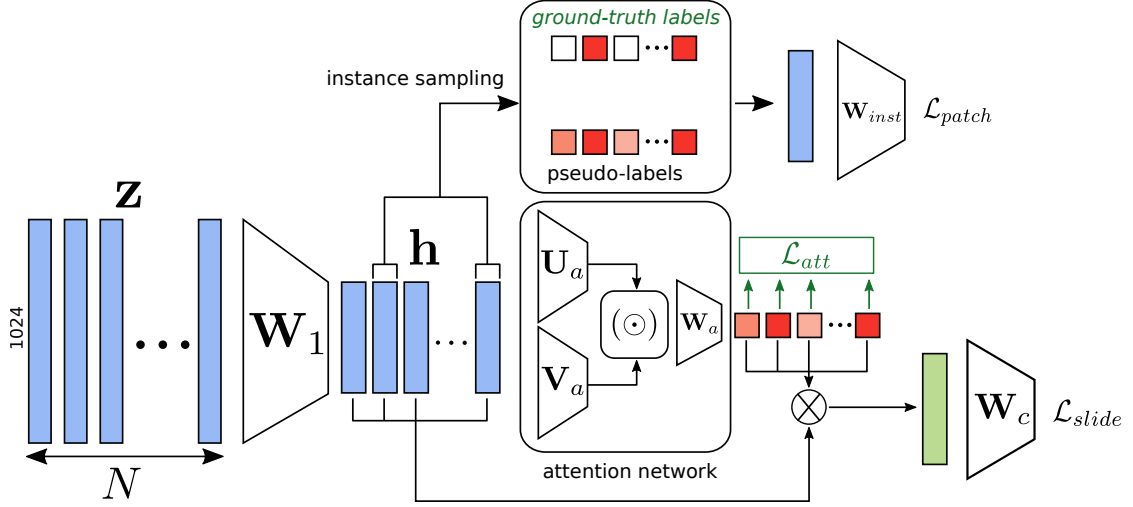 ground-truth labels
...
instance sampling
W_inst
L_patch
...
pseudo-labels
z
h
U_a
L_att
1024
...
W_1
...
(⊙)
W_a
...
V_a
W_c
L_slide
N
attention network